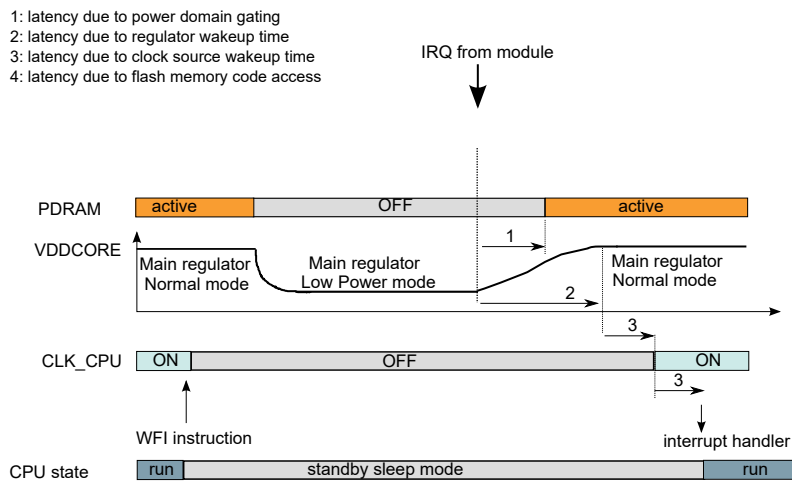 1: latency due to power domain gating
2: latency due to regulator wakeup time
3: latency due to clock source wakeup time
4: latency due to flash memory code access
IRQ from module
PDRAM active OFF active
VDDCORE
1
Main regulator
Normal mode
Main regulator
Low Power mode
Main regulator
Normal mode
2
3
CLK_CPU ON OFF ON
3
WFI instruction
interrupt handler
CPU state run standby sleep mode run